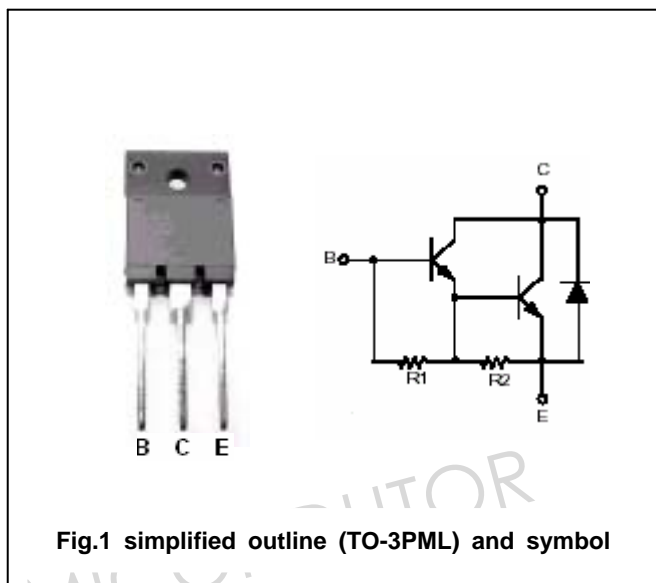 C
B
R1 R2
E
B C E
Fig.1 simplified outline (TO-3PML) and symbol